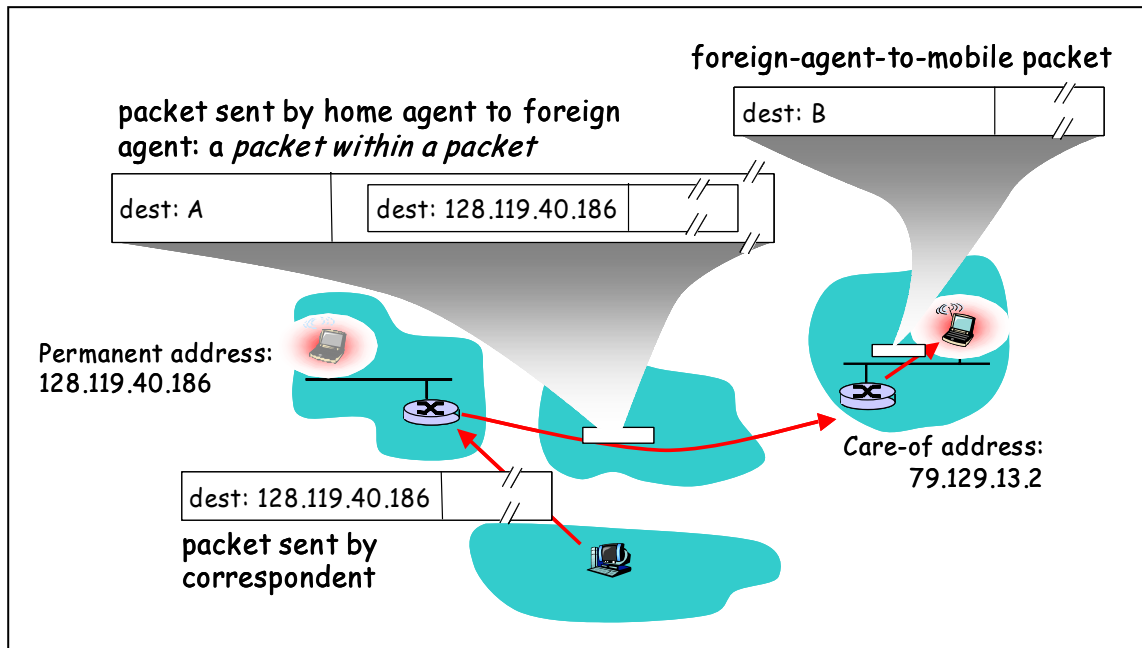 foreign-agent-to-mobile packet
dest: B
packet sent by home agent to foreign
agent: a packet within a packet
dest: A
dest: 128.119.40.186
Permanent address:
128.119.40.186
Care-of address:
79.129.13.2
dest: 128.119.40.186
packet sent by
correspondent